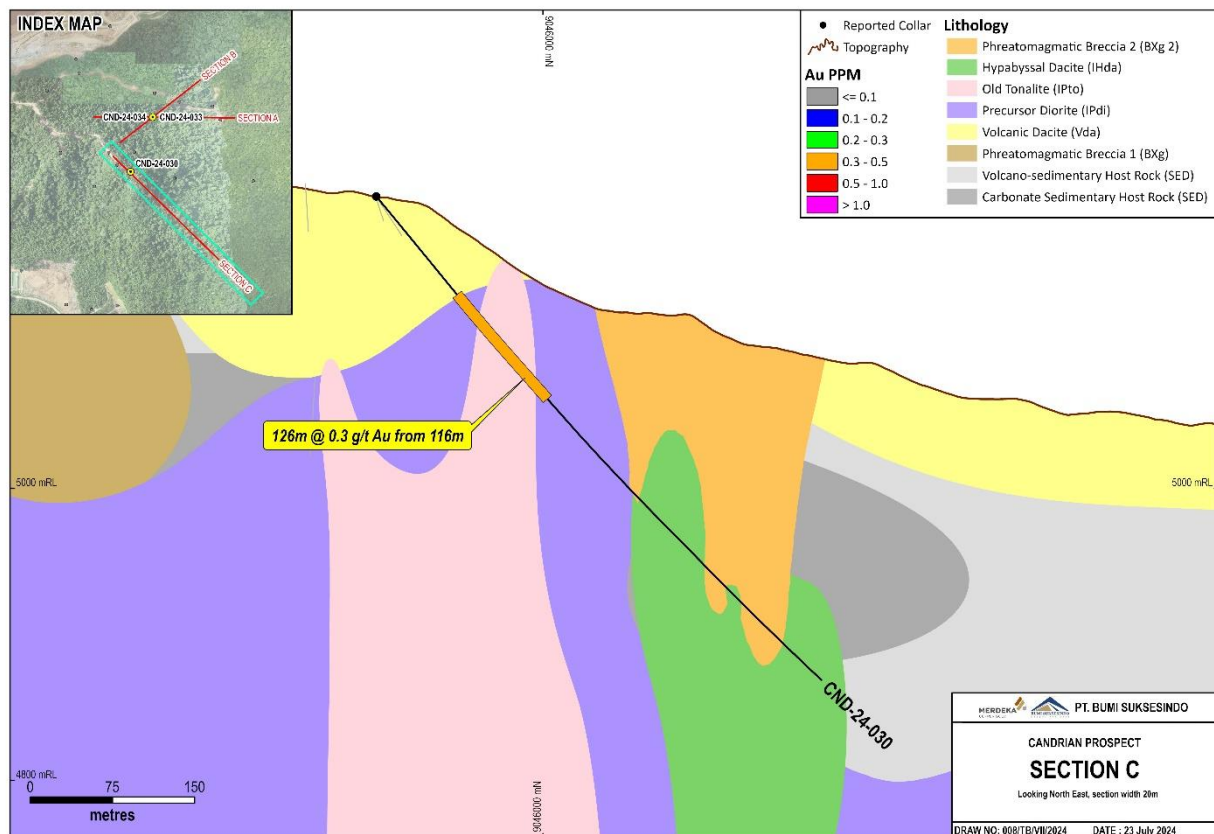 INDEX MAP
SECTION B
CND-24-034
CND-24-033
SECTION A
CND-24-030
SECTION C
9046000 mN
Reported Collar
Topography
Au PPM
<= 0.1
0.1 - 0.2
0.2 - 0.3
0.3 - 0.5
0.5 - 1.0
> 1.0
Lithology
Phreatomagmatic Breccia 2 (BXg 2)
Hypabyssal Dacite (IHda)
Old Tonalite (IPto)
Precursor Diorite (IPdi)
Volcanic Dacite (Vda)
Phreatomagmatic Breccia 1 (BXg)
Volcano-sedimentary Host Rock (SED)
Carbonate Sedimentary Host Rock (SED)
126m @ 0.3 g/t Au from 116m
5000 mRL
5000 mRL
CND-24-030
4800 mRL
0 75 150
metres
9046000 mN
MERDEKA
PT. BUMI SUKSESINDO
CANDRIAN PROSPECT
SECTION C
Looking North East, section width 20m
DRAW NO: 008/TB/VII/2024 DATE : 23 July 2024